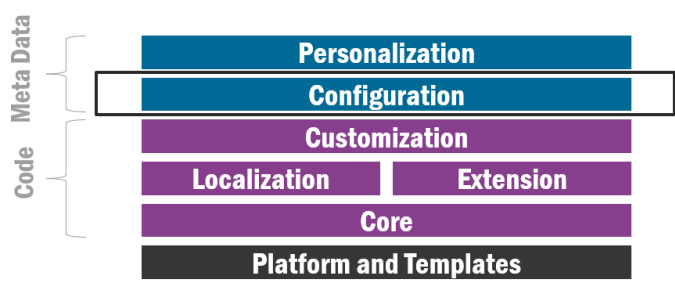 Meta Data
Personalization
Configuration
Code
Customization
Localization
Extension
Core
Platform and Templates